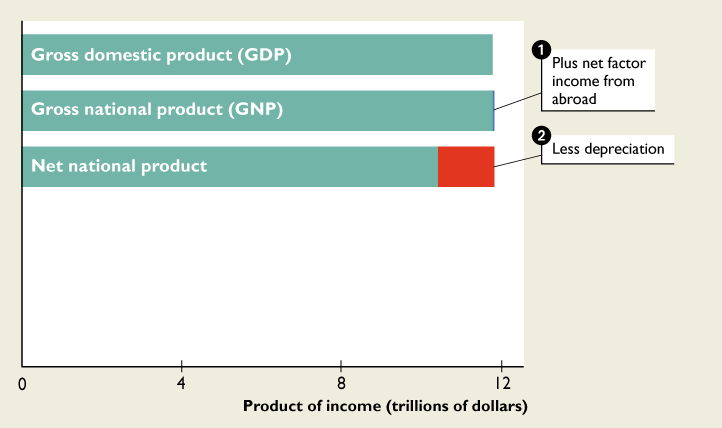 Gross domestic product (GDP)
1
Plus net factor
income from
abroad
Gross national product (GNP)
2
Less depreciation
Net national product
0
4
8
12
Product of income (trillions of dollars)